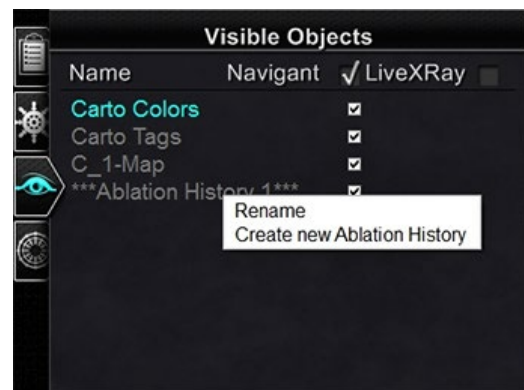 Visible Objects
Name Navigant LiveXRay
Carto Colors
Carto Tags
C_1-Map
***Ablation History 1***
Rename
Create new Ablation History